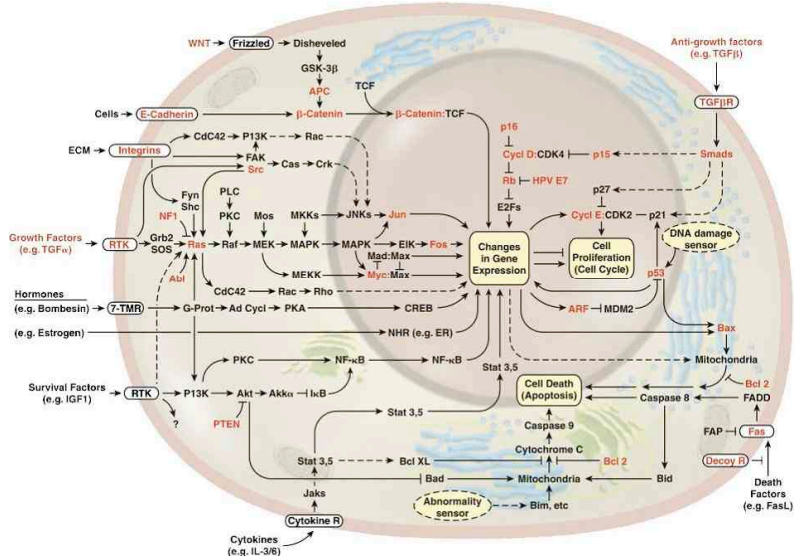 WNT
Frizzled
Disheveled
GSK-3β
APC
TCF
Cells
E-Cadherin
β-Catenin
β-Catenin:TCF
Anti-growth factors
(e.g. TGFβ)
TGFβR
ECM
Integrins
CdC42
P13K
Rac
FAK
Src
Cas
Crk
p16
Cycl D:CDK4
p15
Smads
Rb
HPV E7
E2Fs
p27
Cycl E:CDK2
p21
Fyn
Shc
NF1
PLC
PKC
Mos
MKKs
JNKs
Jun
Growth Factors
(e.g. TGFα)
RTK
Grb2
SOS
Ras
Raf
MEK
MAPK
MAPK
ElK
Fos
Mad:Max
MEKK
Myc:Max
Abl
CdC42
Rac
Rho
Changes
in Gene
Expression
Cell
Proliferation
(Cell Cycle)
DNA damage
sensor
p53
ARF
MDM2
Bax
Hormones
(e.g. Bombesin)
7-TMR
G-Prot
Ad Cycl
PKA
CREB
(e.g. Estrogen)
NHR (e.g. ER)
PKC
NF-κB
NF-κB
Stat 3,5
Mitochondria
Survival Factors
(e.g. IGF1)
RTK
P13K
Akt
Akkα
IκB
?
PTEN
Stat 3,5
Cell Death
(Apoptosis)
Caspase 8
Bcl 2
FADD
Caspase 9
FAP
Fas
Cytochrome C
Stat 3,5
Bcl XL
Bcl 2
Decoy R
Bad
Mitochondria
Bid
Death
Factors
(e.g. FasL)
Jaks
Abnormality
sensor
Bim, etc
Cytokine R
Cytokines
(e.g. IL-3/6)